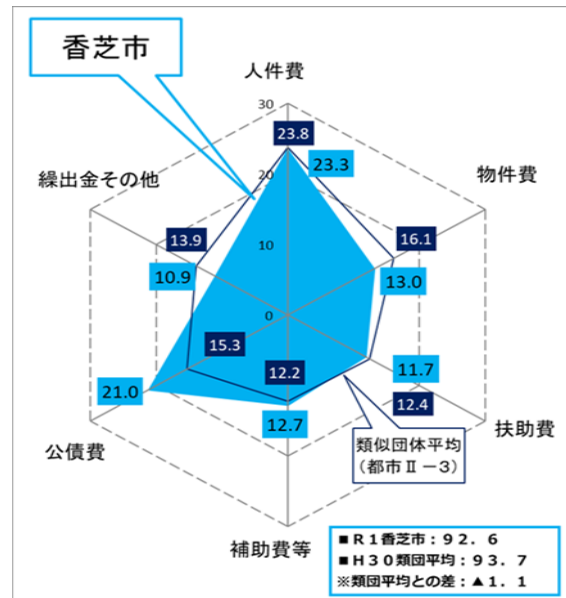 香芝市
人件費
30
23.8
23.3
20
繰出金その他
物件費
13.9
16.1
10
10.9
13.0
0
15.3
12.2
11.7
21.0
12.7
12.4
公債費
類似団体平均
(都市Ⅱ－3)
扶助費
補助費等
■R1香芝市：92．6
■H30類団平均：93．7
※類団平均との差：▲1．1